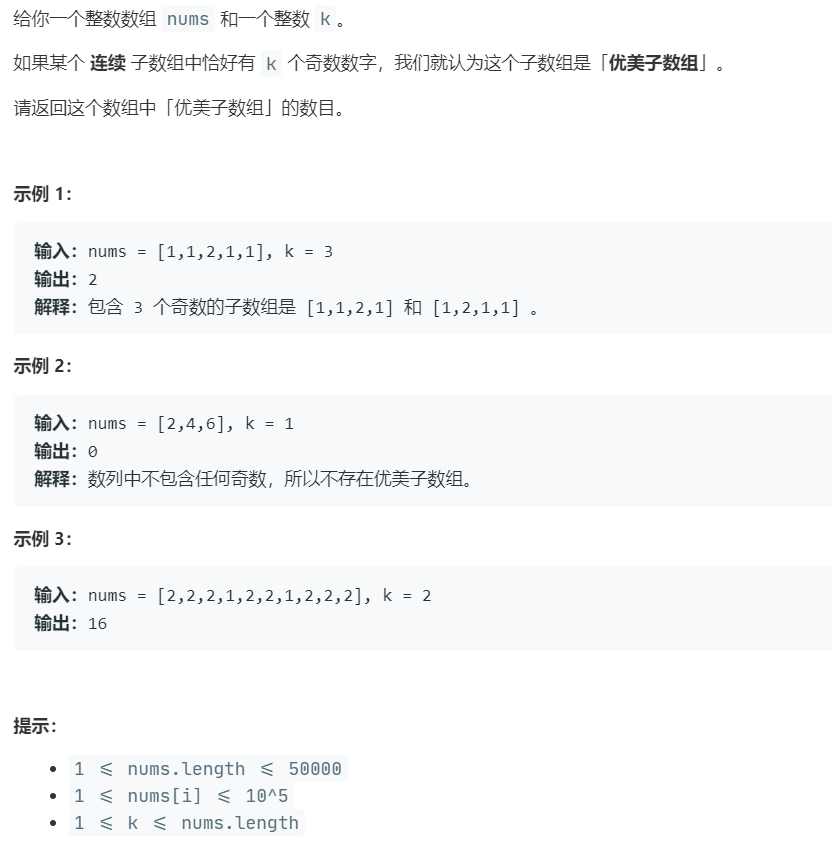 给你一个整数数组 nums 和一个整数 k 。
如果某个 连续 子数组中恰好有 k 个奇数数字，我们就认为这个子数组是「优美子数组」。
请返回这个数组中「优美子数组」的数目。
示例 1：
输入：nums = [1,1,2,1,1], k = 3
输出：2
解释：包含 3 个奇数的子数组是 [1,1,2,1] 和 [1,2,1,1] 。
示例 2：
输入：nums = [2,4,6], k = 1
输出：0
解释：数列中不包含任何奇数，所以不存在优美子数组。
示例 3：
输入：nums = [2,2,2,1,2,2,1,2,2,2], k = 2
输出：16
提示：
• 1 <= nums.length <= 50000
• 1 <= nums[i] <= 10^5
• 1 <= k <= nums.length